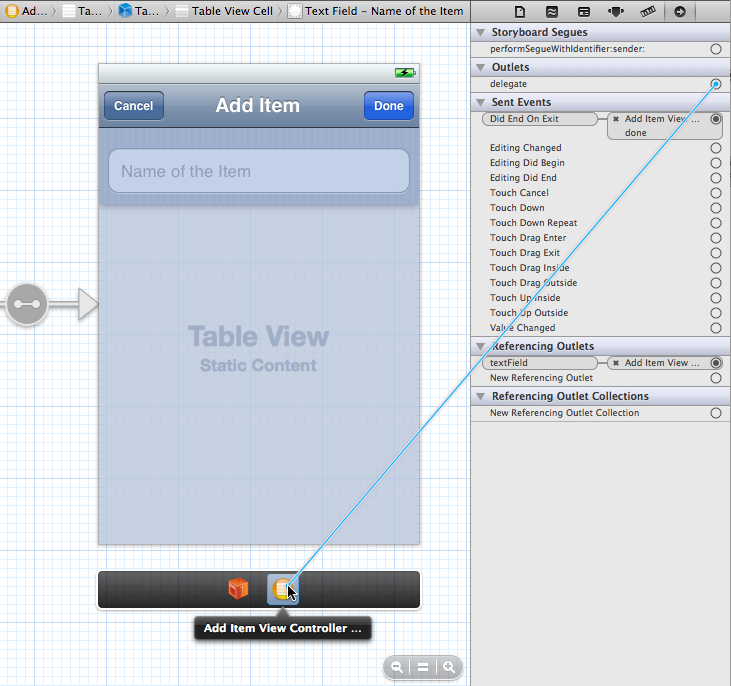 Ad... Ta... Ta... Table View Cell Text Field – Name of the Item
Cancel
Add Item
Done
Name of the Item
Table View
Static Content
Add Item View Controller ...
Storyboard Segues
performSegueWithIdentifier:sender:
Outlets
delegate
Sent Events
Did End On Exit
Add Item View ...
done
Editing Changed
Editing Did Begin
Editing Did End
Touch Cancel
Touch Down
Touch Down Repeat
Touch Drag Enter
Touch Drag Exit
Touch Drag Inside
Touch Drag Outside
Touch Up Inside
Touch Up Outside
Value Changed
Referencing Outlets
textField
Add Item View ...
New Referencing Outlet
Referencing Outlet Collections
New Referencing Outlet Collection